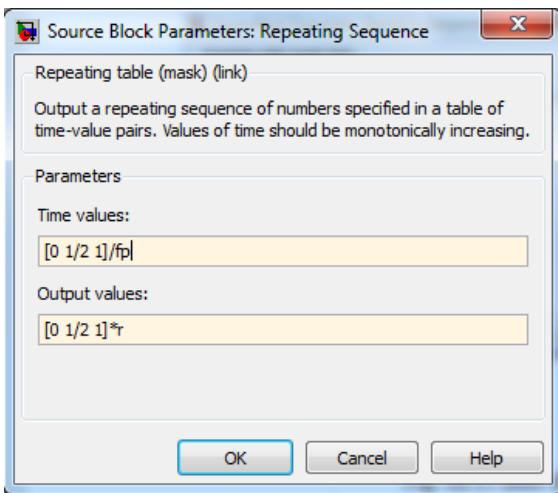 Source Block Parameters: Repeating Sequence
Repeating table (mask) (link)
Output a repeating sequence of numbers specified in a table of
time-value pairs. Values of time should be monotonically increasing.
Parameters
Time values:
[0 1/2 1]/fp
Output values:
[0 1/2 1]*r
OK Cancel Help